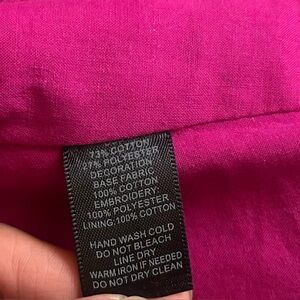 73% COTTON
27% POLYESTER
DECORATION
BASE FABRIC
100% COTTON
EMBROIDERY:
100% POLYESTER
LINING:100% COTTON
HAND WASH COLD
DO NOT BLEACH
LINE DRY
WARM IRON IF NEEDED
DO NOT DRY CLEAN